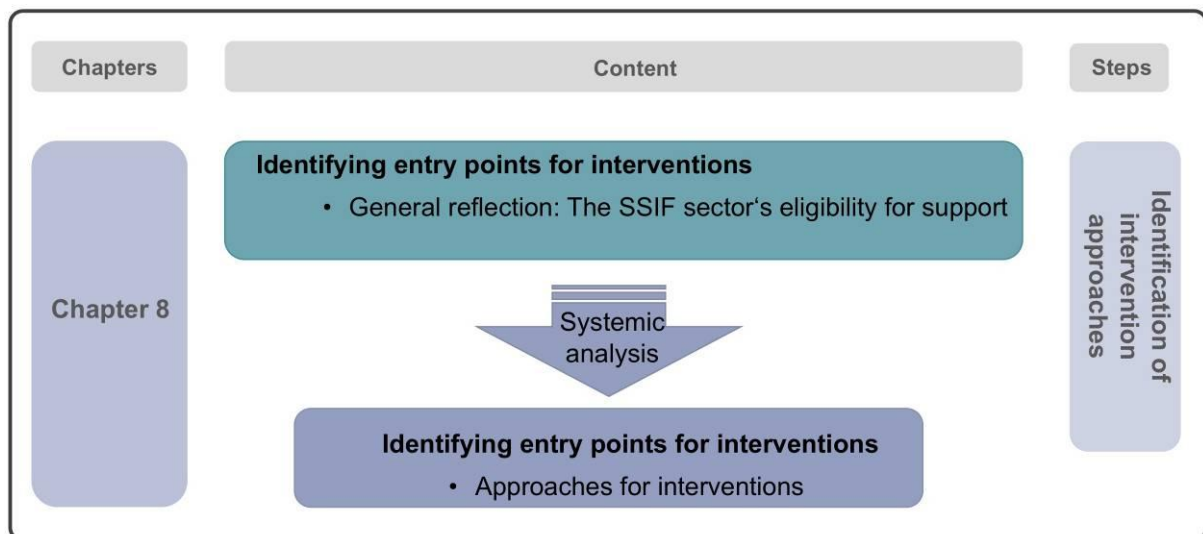 Chapters
Content
Steps
Chapter 8
Identifying entry points for interventions
• General reflection: The SSIF sector‘s eligibility for support
Systemic
analysis
Identifying entry points for interventions
• Approaches for interventions
Identification of
intervention
approaches